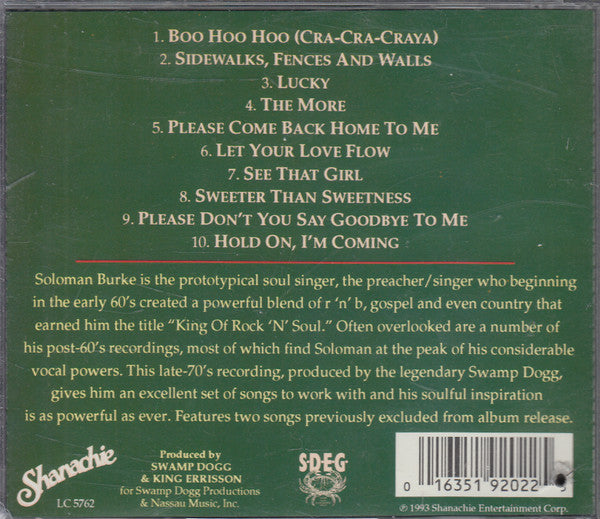 1. BOO HOO HOO (CRA-CRA-CRAYA)
2. SIDEWALKS, FENCES AND WALLS
3. LUCKY
4. THE MORE
5. PLEASE COME BACK HOME TO ME
6. LET YOUR LOVE FLOW
7. SEE THAT GIRL
8. SWEETER THAN SWEETNESS
9. PLEASE DON'T YOU SAY GOODBYE TO ME
10. HOLD ON, I'M COMING
Soloman Burke is the prototypical soul singer, the preacher/singer who beginning
in the early 60's created a powerful blend of r 'n' b, gospel and even country that
earned him the title "King Of Rock 'N' Soul." Often overlooked are a number of
his post-60's recordings, most of which find Soloman at the peak of his considerable
vocal powers. This late-70's recording, produced by the legendary Swamp Dogg,
gives him an excellent set of songs to work with and his soulful inspiration
is as powerful as ever. Features two songs previously excluded from album release.
Shanachie
LC 5762
Produced by
SWAMP DOGG
& KING ERRISSON
for Swamp Dogg Productions
& Nassau Music, Inc.
SDEG
0 16351 92022
℗ 1993 Shanachie Entertainment Corp.